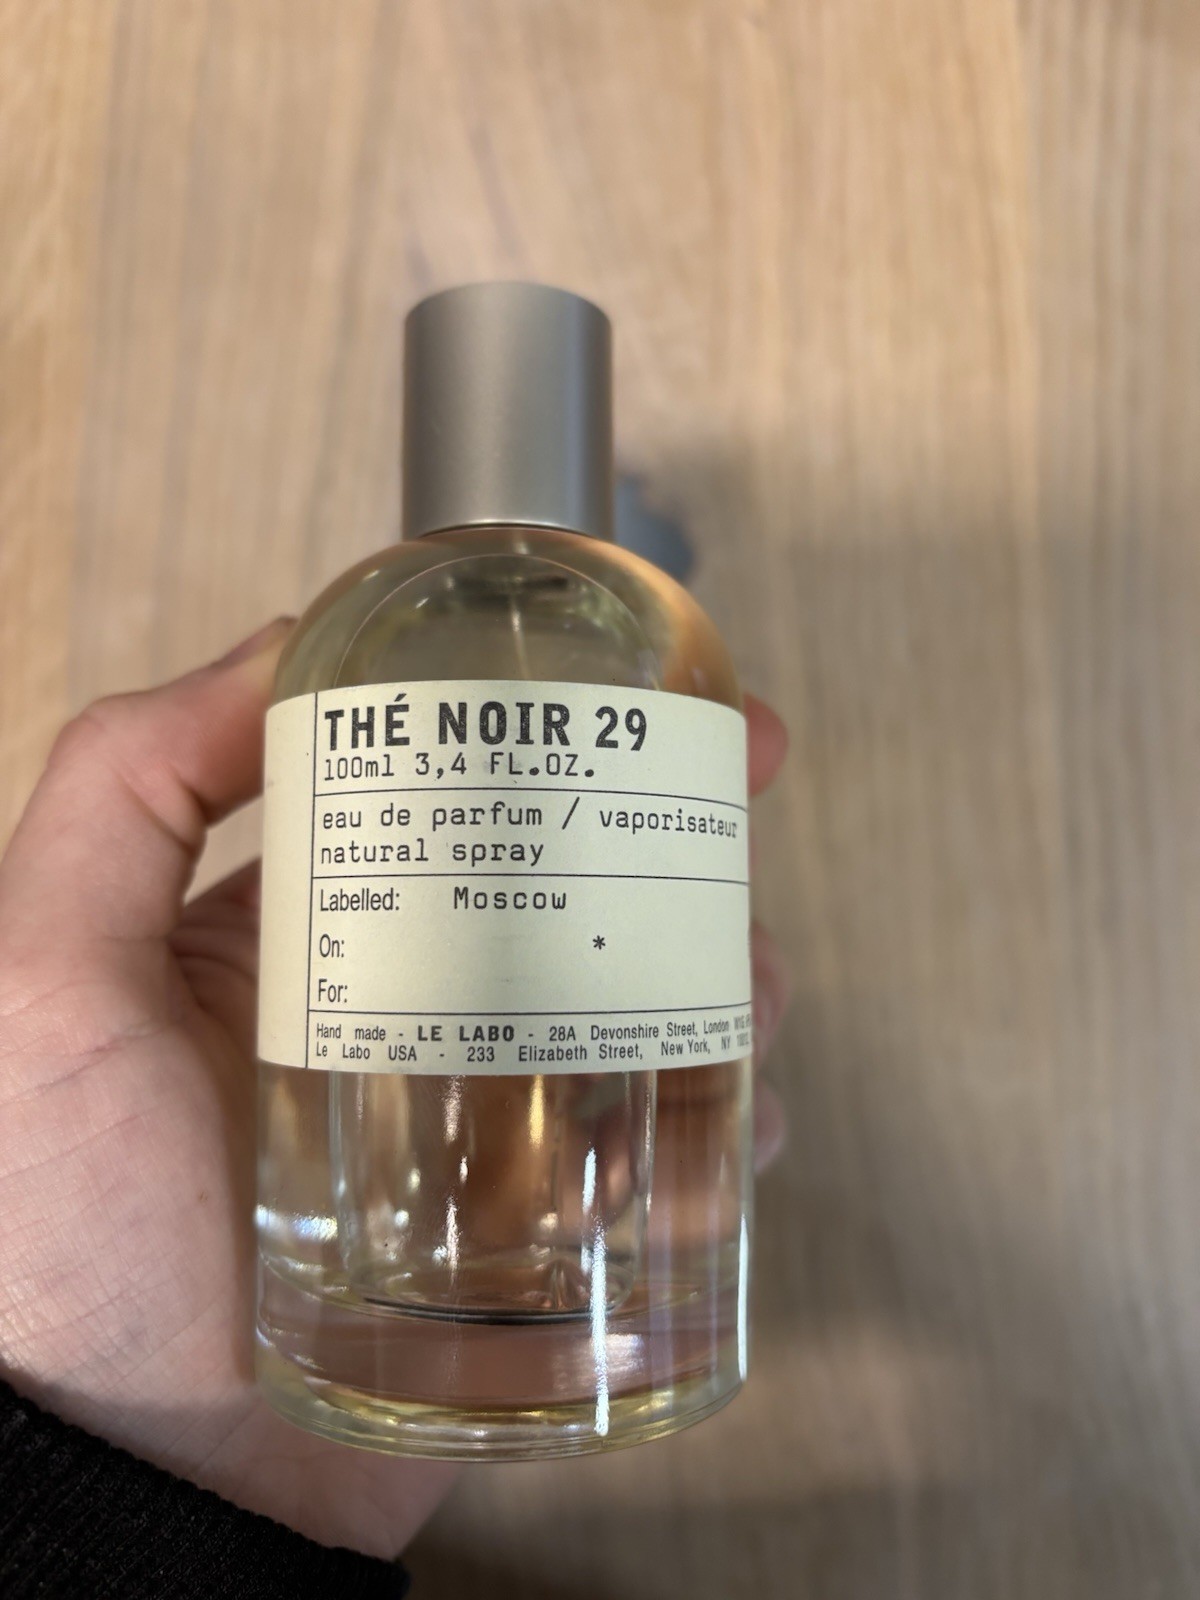 THÉ NOIR 29
100ml 3,4 FL.OZ.
eau de parfum / vaporisateur
natural spray
Labelled: Moscow
On: *
For:
Hand made - LE LABO - 28A Devonshire Street, London
Le Labo USA - 233 Elizabeth Street, New York, NY